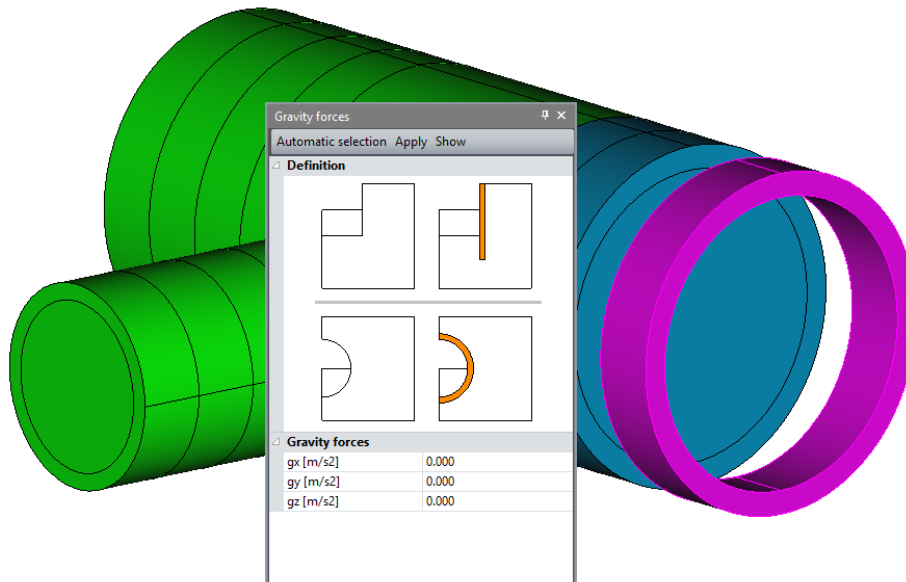 Gravity forces
Automatic selection Apply Show
Definition
Gravity forces
gx [m/s2] 0.000
gy [m/s2] 0.000
gz [m/s2] 0.000